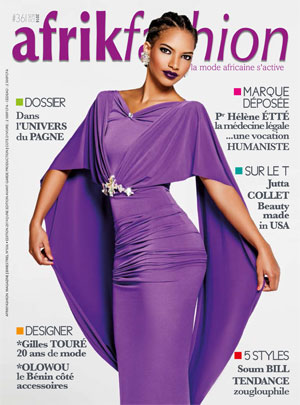 #36
afrikfashion
la mode africaine s'active
DOSSIER
Dans
l'UNIVERS
du PAGNE
MARQUE
DÉPOSÉE
Pr Hélène ÉTTÉ
la médecine légale
...une vocation
HUMANISTE
SUR LE T
Jutta
COLLET
Beauty
made
in USA
DESIGNER
*Gilles TOURÉ
20 ans de mode
*OLOWOU
le Bénin côté
accessoires
5 STYLES
Soum BILL
TENDANCE
zouglouphile